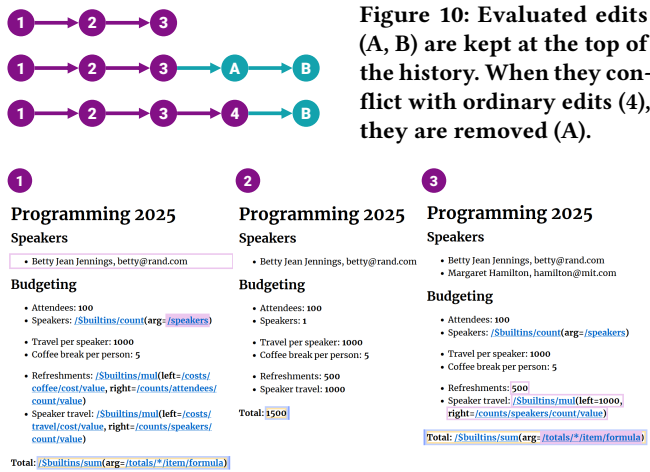 1 2 3
1 2 3 A B
1 2 3 4 B
Figure 10: Evaluated edits
(A, B) are kept at the top of
the history. When they con-
flict with ordinary edits (4),
they are removed (A).
1
Programming 2025
Speakers
• Betty Jean Jennings, betty@rand.com
Budgeting
• Attendees: 100
• Speakers: /$builtins/count(arg=/speakers)
• Travel per speaker: 1000
• Coffee break per person: 5
• Refreshments: /$builtins/mul(left=/costs/
coffee/cost/value, right=/counts/attendees/
count/value)
• Speaker travel: /$builtins/mul(left=/costs/
travel/cost/value, right=/counts/speakers/
count/value)
Total: /$builtins/sum(arg=/totals/*/item/formula)
2
Programming 2025
Speakers
• Betty Jean Jennings, betty@rand.com
Budgeting
• Attendees: 100
• Speakers: 1
• Travel per speaker: 1000
• Coffee break per person: 5
• Refreshments: 500
• Speaker travel: 1000
Total: 1500
3
Programming 2025
Speakers
• Betty Jean Jennings, betty@rand.com
• Margaret Hamilton, hamilton@mit.com
Budgeting
• Attendees: 100
• Speakers: /$builtins/count(arg=/speakers)
• Travel per speaker: 1000
• Coffee break per person: 5
• Refreshments: 500
• Speaker travel: /$builtins/mul(left=1000,
right=/counts/speakers/count/value)
Total: /$builtins/sum(arg=/totals/*/item/formula)